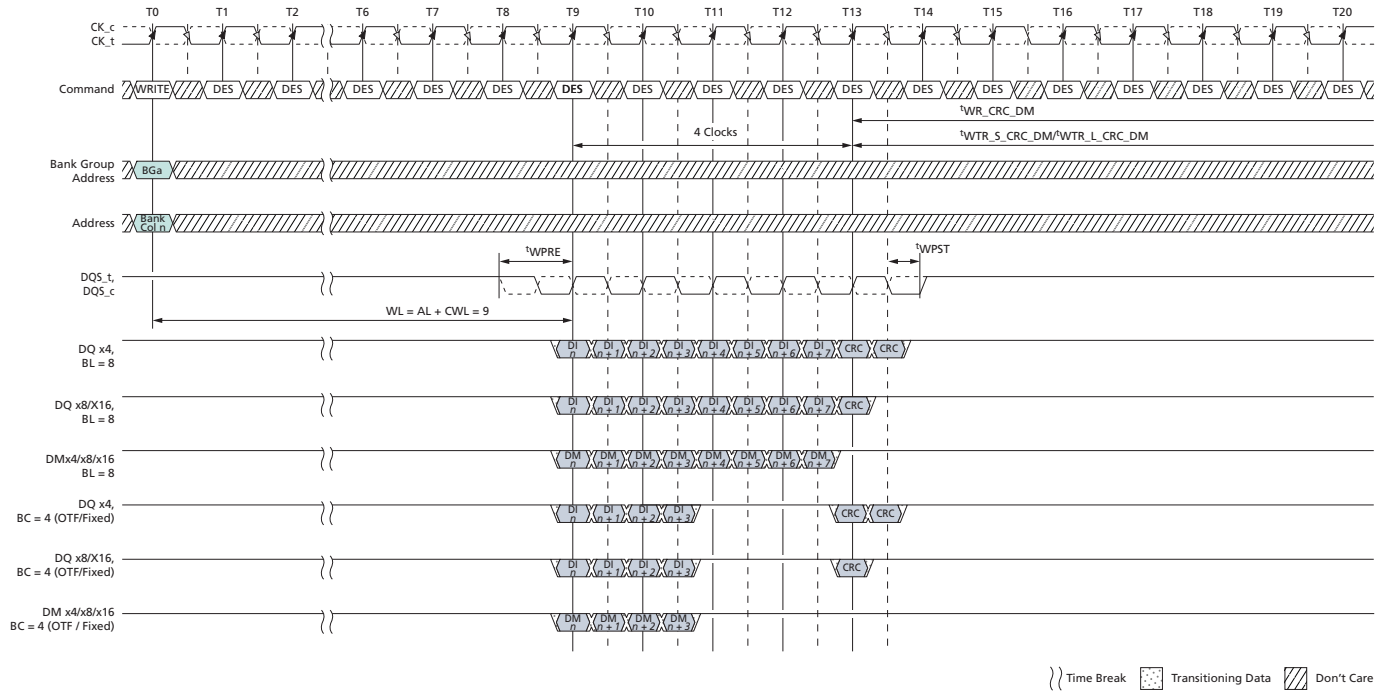 T0 T1 T2 T6 T7 T8 T9 T10 T11 T12 T13 T14 T15 T16 T17 T18 T19 T20
CK_c
CK_t
Command WRITE DES DES DES DES DES DES DES DES DES DES DES DES DES DES DES DES DES
tWR_CRC_DM
4 Clocks
tWTR_S_CRC_DM/tWTR_L_CRC_DM
Bank Group
Address
BGa
Address
Bank
Col n
tWPRE
tWPST
DQS_t,
DQS_c
WL = AL + CWL = 9
DQ x4,
BL = 8
DI n DI n + 1 DI n + 2 DI n + 3 DI n + 4 DI n + 5 DI n + 6 DI n + 7 CRC CRC
DQ x8/X16,
BL = 8
DI n DI n + 1 DI n + 2 DI n + 3 DI n + 4 DI n + 5 DI n + 6 DI n + 7 CRC
DMx4/x8/x16
BL = 8
DM n DM n + 1 DM n + 2 DM n + 3 DM n + 4 DM n + 5 DM n + 6 DM n + 7
DQ x4,
BC = 4 (OTF/Fixed)
DI n DI n + 1 DI n + 2 DI n + 3 CRC CRC
DQ x8/X16,
BC = 4 (OTF/Fixed)
DI n DI n + 1 DI n + 2 DI n + 3 CRC
DM x4/x8/x16
BC = 4 (OTF / Fixed)
DM n DM n + 1 DM n + 2 DM n + 3
Time Break Transitioning Data Don't Care